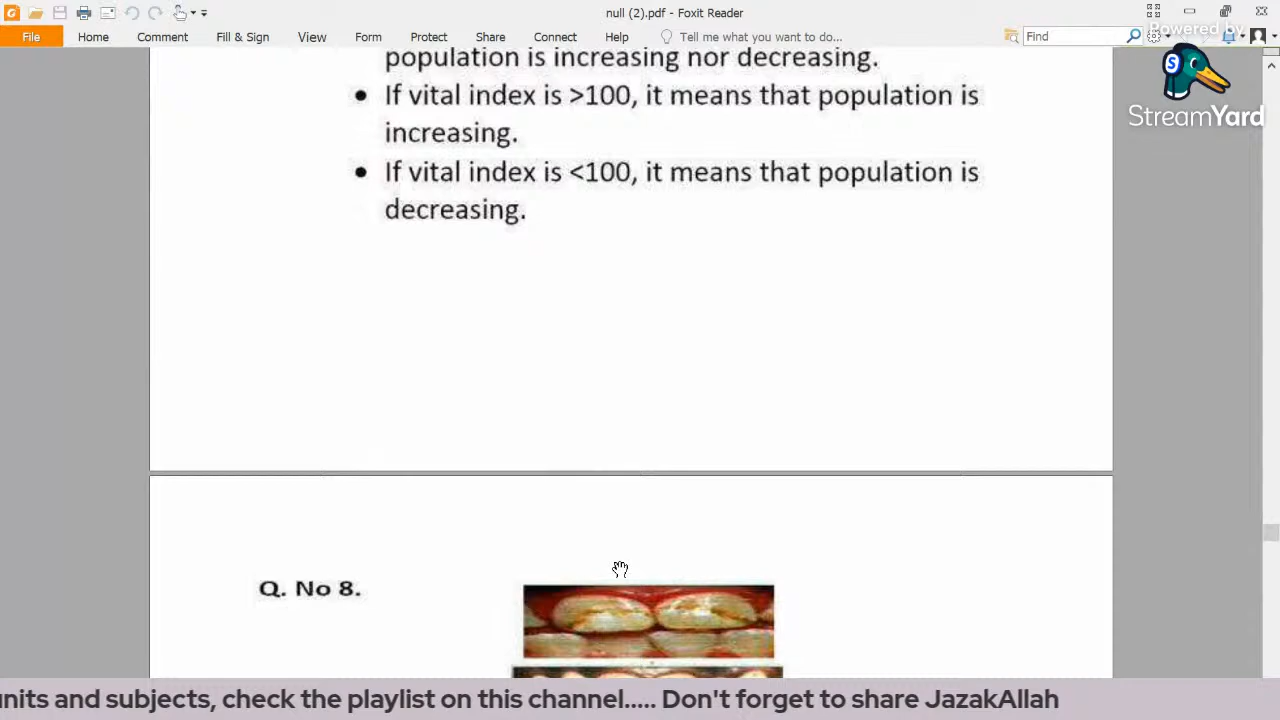 null (2).pdf - Foxit Reader
Powered by
File Home Comment Fill & Sign View Form Protect Share Connect Help Tell me what you want to do... Find
StreamYard
population is increasing nor decreasing.
• If vital index is >100, it means that population is
increasing.
• If vital index is <100, it means that population is
decreasing.
Q. No 8.
units and subjects, check the playlist on this channel..... Don't forget to share JazakAllah